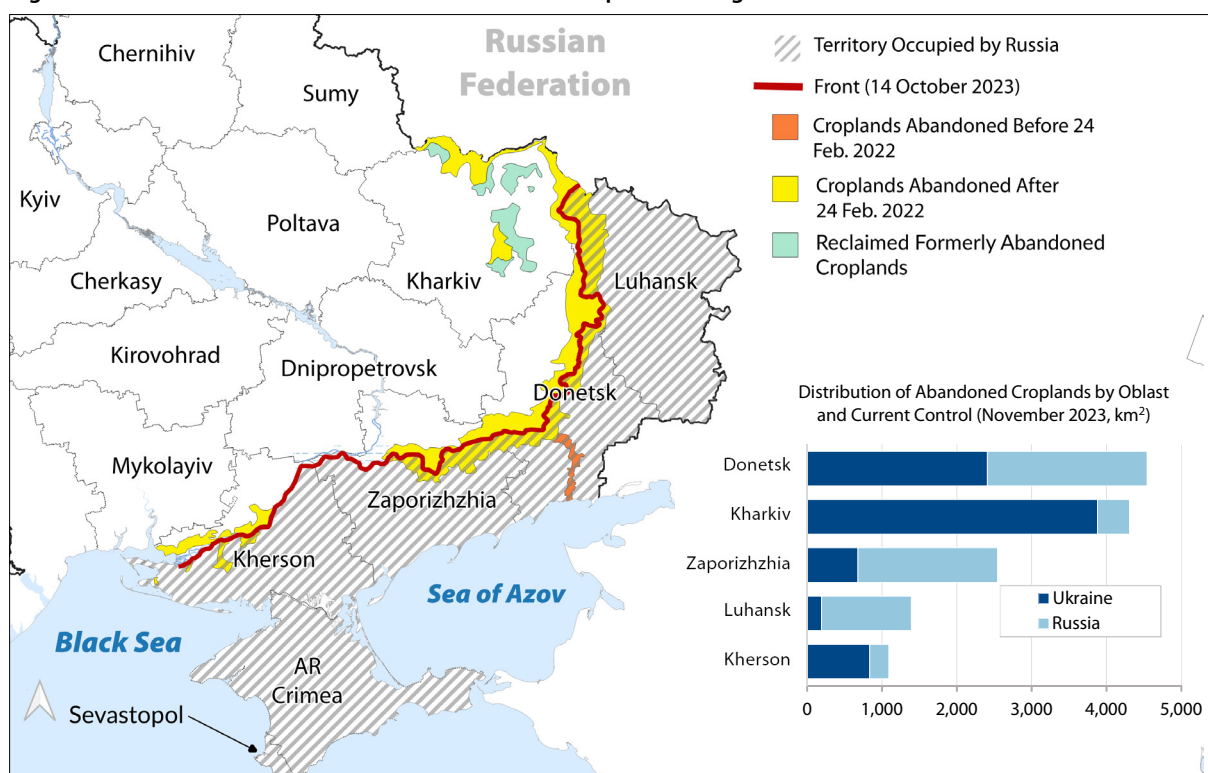 Chernihiv
Russian
Federation
Sumy
Kyiv
Poltava
Cherkasy
Kharkiv
Luhansk
Kirovohrad
Dnipropetrovsk
Donetsk
Mykolayiv
Zaporizhzhia
Kherson
Sea of Azov
Black Sea
AR
Crimea
Sevastopol
Territory Occupied by Russia
Front (14 October 2023)
Croplands Abandoned Before 24
Feb. 2022
Croplands Abandoned After
24 Feb. 2022
Reclaimed Formerly Abandoned
Croplands
Distribution of Abandoned Croplands by Oblast
and Current Control (November 2023, km²)
Donetsk
Kharkiv
Zaporizhzhia
Luhansk
Kherson
Ukraine
Russia
0 1,000 2,000 3,000 4,000 5,000